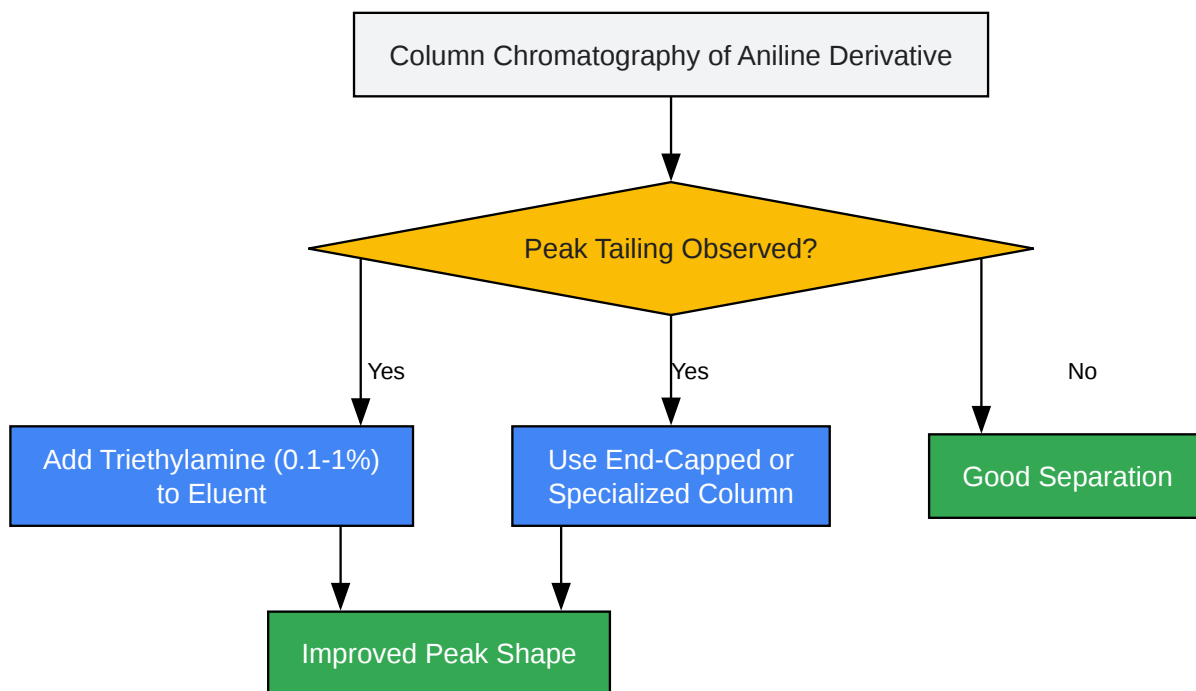 Column Chromatography of Aniline Derivative
Peak Tailing Observed?
Yes
Yes
No
Add Triethylamine (0.1-1%)
to Eluent
Use End-Capped or
Specialized Column
Good Separation
Improved Peak Shape